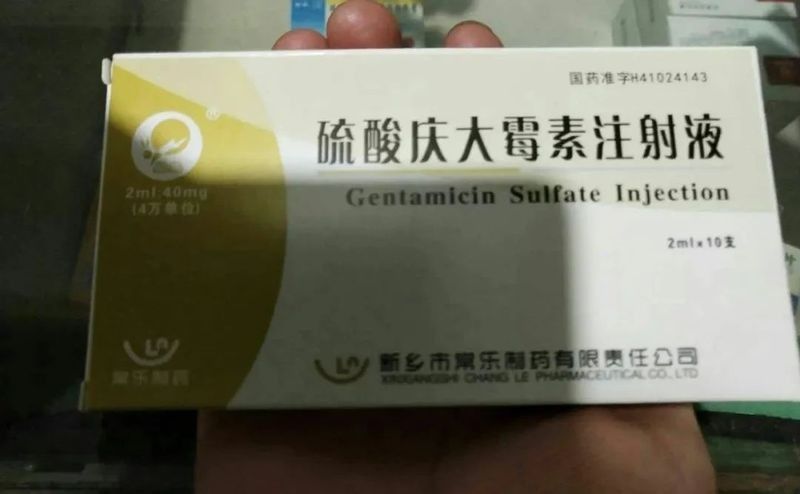 国药准字H41024143
®
硫酸庆大霉素注射液
2ml:40mg
(4万单位)
Gentamicin Sulfate Injection
2ml×10支
LA
常乐制药
LA
新乡市常乐制药有限责任公司
XINXIANGSHI CHANG LE PHARMACEUTICAL CO., LTD